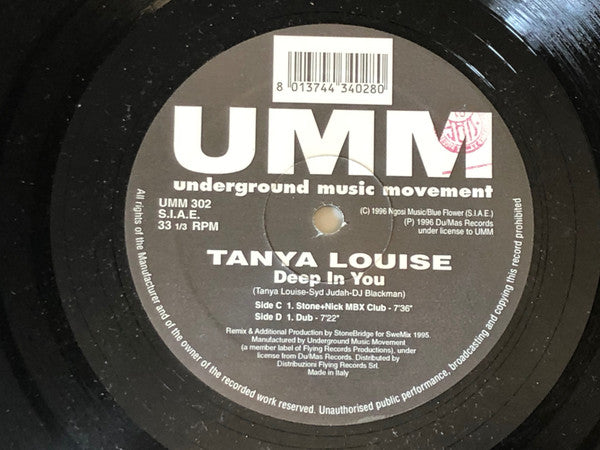 8 013744 340280
UMM
underground music movement
UMM 302
S.I.A.E.
33 1/3 RPM
(C) 1996 Ngosi Music/Blue Flower (S.I.A.E.)
(P) 1996 Du/Mas Records
under license to UMM
TANYA LOUISE
Deep In You
(Tanya Louise-Syd Judah-DJ Blackman)
Side C 1. Stone+Nick MBX Club - 7'36"
Side D 1. Dub - 7'22"
Remix & Additional Production by StoneBridge for SweMix 1995.
Manufactured by Underground Music Movement
(a member label of Flying Records Productions), under
license from Du/Mas Records. Distributed by
Distribuzioni Flying Records Srl.
Made in Italy
All rights of the Manufacturer and of the owner of the recorded work reserved. Unauthorised public performance, broadcasting and copying this record prohibited